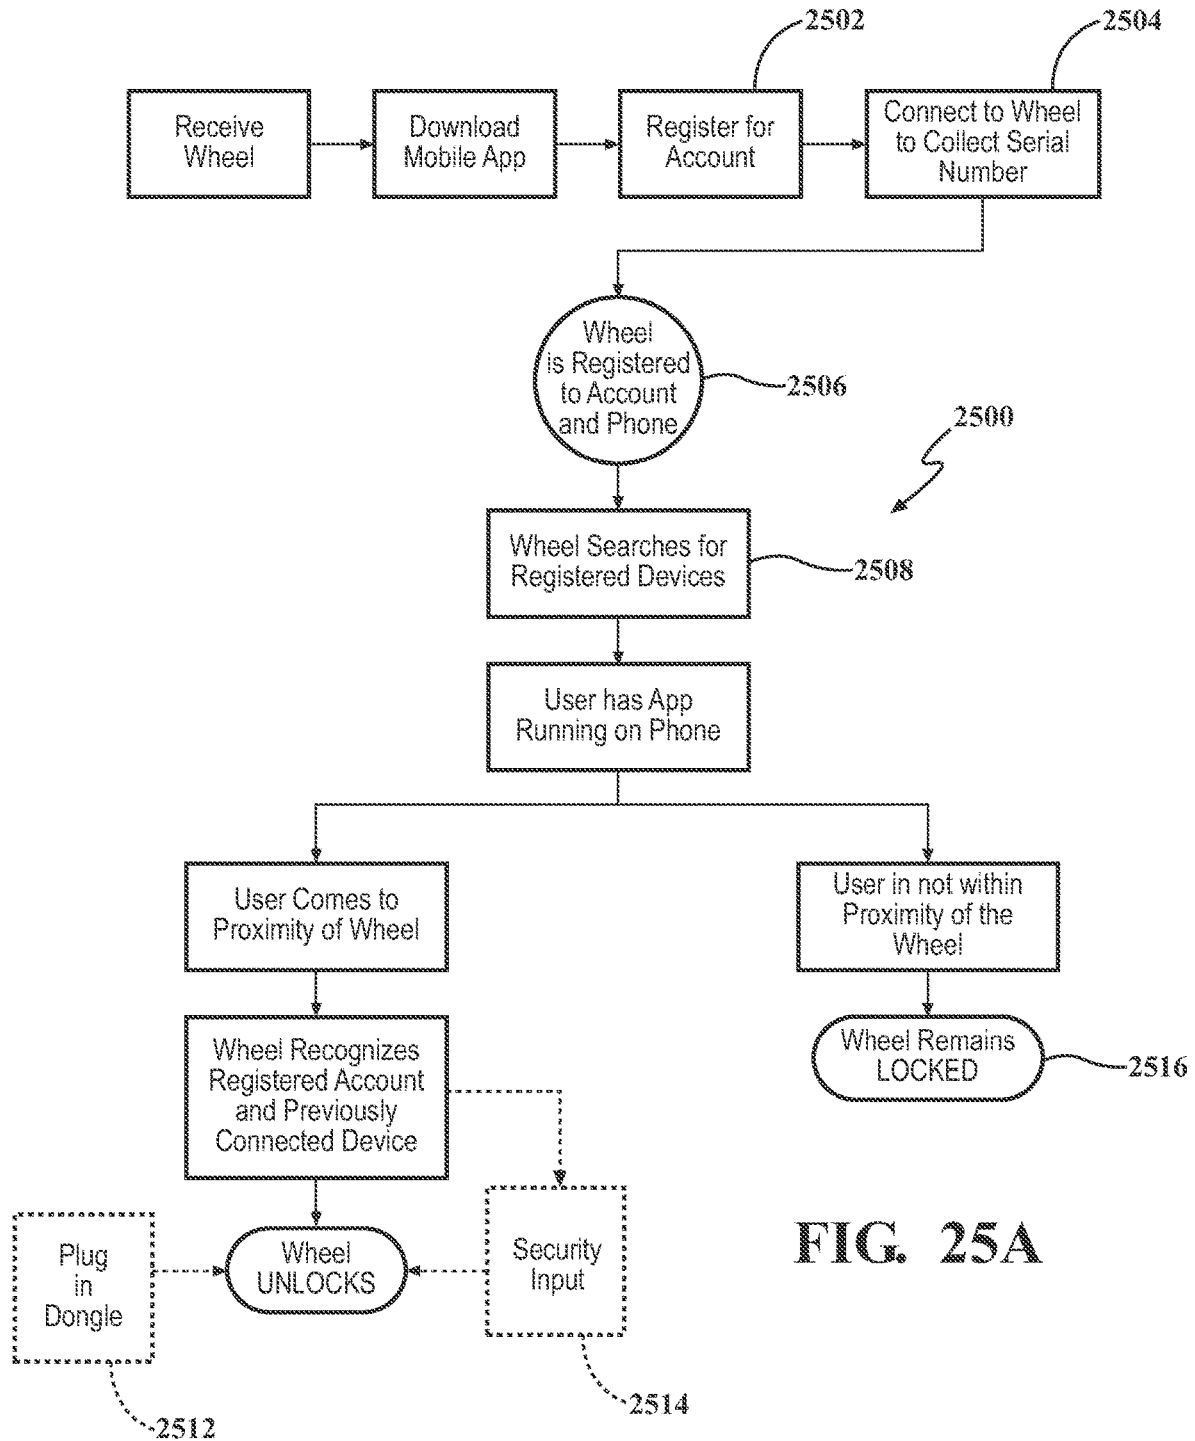 2502
2504
Receive
Wheel
Download
Mobile App
Register for
Account
Connect to Wheel
to Collect Serial
Number
Wheel
is Registered
to Account
and Phone
2506
2500
Wheel Searches for
Registered Devices
2508
User has App
Running on Phone
User Comes to
Proximity of Wheel
User in not within
Proximity of the
Wheel
Wheel Recognizes
Registered Account
and Previously
Connected Device
Wheel Remains
LOCKED
2516
Plug
in
Dongle
Wheel
UNLOCKS
Security
Input
FIG. 25A
2512
2514